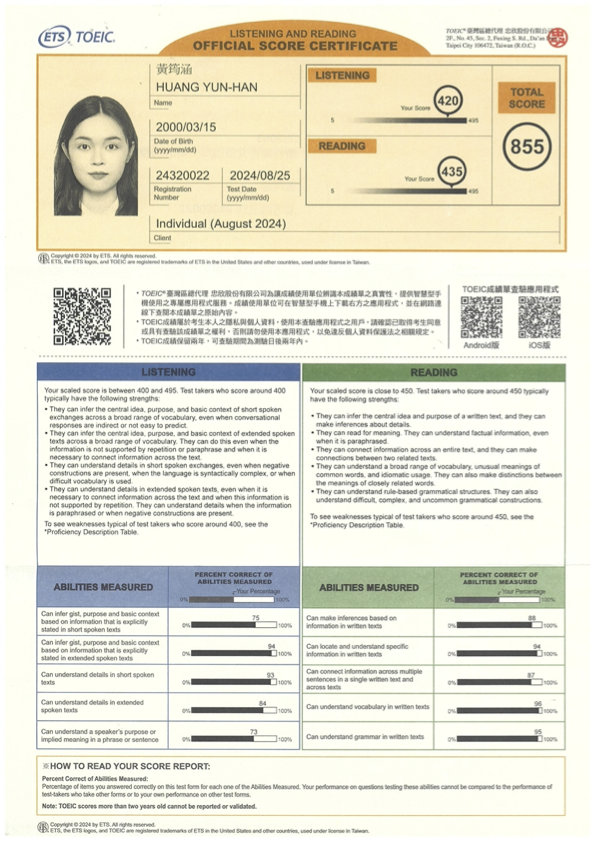 ETS TOEIC.
LISTENING AND READING
OFFICIAL SCORE CERTIFICATE
TOEIC® 臺灣區總代理 忠欣股份有限公
2F., No. 45, Sec. 2, Fuxing S. Rd., Da'an
Taipei City 106472, Taiwan (R.O.C.)
黃筠涵
HUANG YUN-HAN
Name
2000/03/15
Date of Birth
(yyyy/mm/dd)
24320022
Registration
Number
2024/08/25
Test Date
(yyyy/mm/dd)
Individual (August 2024)
Client
LISTENING
Your Score
420
5
495
READING
Your Score
435
5
495
TOTAL
SCORE
855
Copyright © 2024 by ETS. All rights reserved.
ETS, the ETS logos, and TOEIC are registered trademarks of ETS in the United States and other countries, used under license in Taiwan.
・TOEIC® 臺灣區總代理 忠欣股份有限公司為讓成績使用單位辨識本成績單之真實性，提供智慧型手
機使用之專屬應用程式服務。成績使用單位可在智慧型手機上下載右方之應用程式，並在網路連
線下查閱本成績單之原始內容。
・TOEIC成績屬於考生本人之隱私與個人資料，使用本查驗應用程式之用戶，請確認已取得考生同意
或具有查驗該成績單之權利，否則請勿使用本應用程式，以免違反個人資料保護法之相關規定。
・TOEIC成績保留兩年，可查驗期間為測驗日後兩年內。
TOEIC成績單查驗應用程式
Android版
iOS版
LISTENING
Your scaled score is between 400 and 495. Test takers who score around 400
typically have the following strengths:
• They can infer the central idea, purpose, and basic context of short spoken
exchanges across a broad range of vocabulary, even when conversational
responses are indirect or not easy to predict.
• They can infer the central idea, purpose, and basic context of extended spoken
texts across a broad range of vocabulary. They can do this even when the
information is not supported by repetition or paraphrase and when it is
necessary to connect information across the text.
• They can understand details in short spoken exchanges, even when negative
constructions are present, when the language is syntactically complex, or when
difficult vocabulary is used.
• They can understand details in extended spoken texts, even when it is
necessary to connect information across the text and when this information is
not supported by repetition. They can understand details when the information
is paraphrased or when negative constructions are present.
To see weaknesses typical of test takers who score around 400, see the
*Proficiency Description Table.
READING
Your scaled score is close to 450. Test takers who score around 450 typically
have the following strengths:
• They can infer the central idea and purpose of a written text, and they can
make inferences about details.
• They can read for meaning. They can understand factual information, even
when it is paraphrased.
• They can connect information across an entire text, and they can make
connections between two related texts.
• They can understand a broad range of vocabulary, unusual meanings of
common words, and idiomatic usage. They can also make distinctions between
the meanings of closely related words.
• They can understand rule-based grammatical structures. They can also
understand difficult, complex, and uncommon grammatical constructions.
To see weaknesses typical of test takers who score around 450, see the
*Proficiency Description Table.
ABILITIES MEASURED
PERCENT CORRECT OF
ABILITIES MEASURED
Your Percentage
0%
100%
Can infer gist, purpose and basic context
based on information that is explicitly
stated in short spoken texts
75
0%
100%
Can infer gist, purpose and basic context
based on information that is explicitly
stated in extended spoken texts
94
0%
100%
Can understand details in short spoken
texts
93
0%
100%
Can understand details in extended
spoken texts
84
0%
100%
Can understand a speaker's purpose or
implied meaning in a phrase or sentence
73
0%
100%
ABILITIES MEASURED
PERCENT CORRECT OF
ABILITIES MEASURED
Your Percentage
0%
100%
Can make inferences based on
information in written texts
88
0%
100%
Can locate and understand specific
information in written texts
94
0%
100%
Can connect information across multiple
sentences in a single written text and
across texts
87
0%
100%
Can understand vocabulary in written texts
96
0%
100%
Can understand grammar in written texts
95
0%
100%
※HOW TO READ YOUR SCORE REPORT:
Percent Correct of Abilities Measured:
Percentage of items you answered correctly on this test form for each one of the Abilities Measured. Your performance on questions testing these abilities cannot be compared to the performance of
test-takers who take other forms or to your own performance on other test forms.
Note: TOEIC scores more than two years old cannot be reported or validated.
Copyright © 2024 by ETS. All rights reserved.
ETS, the ETS logos, and TOEIC are registered trademarks of ETS in the United States and other countries, used under license in Taiwan.